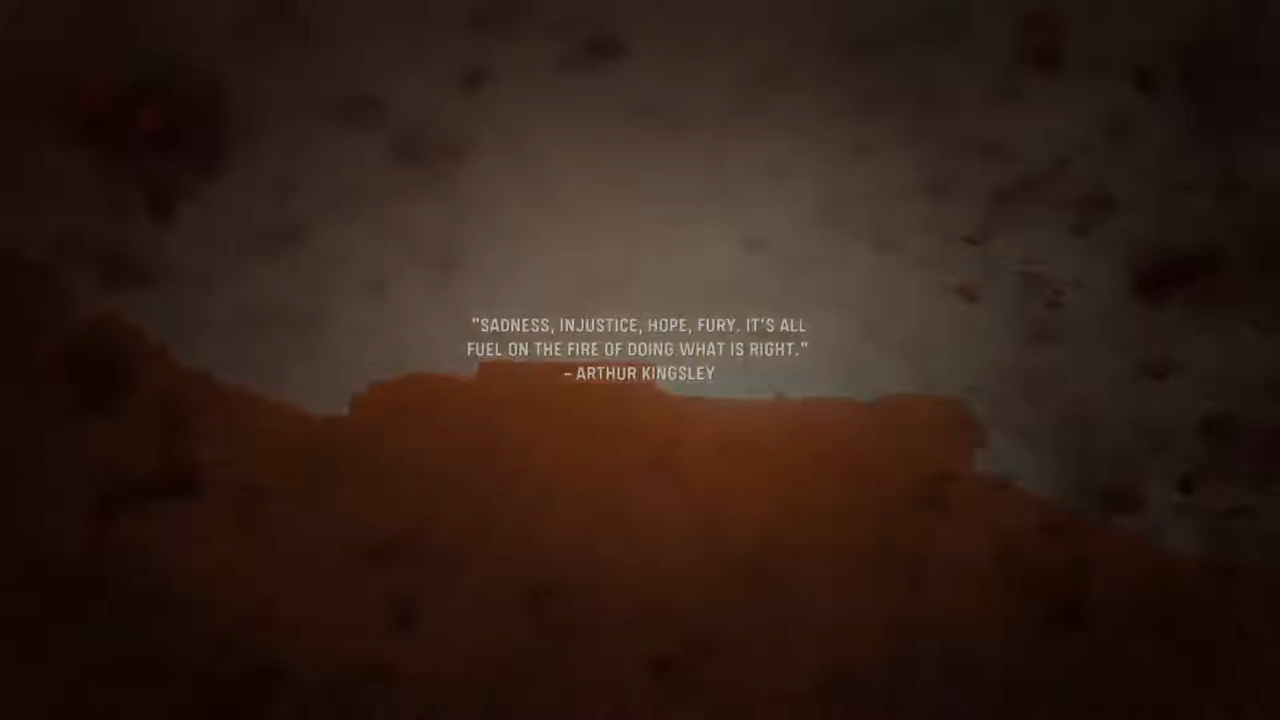 "SADNESS, INJUSTICE, HOPE, FURY. IT'S ALL
FUEL ON THE FIRE OF DOING WHAT IS RIGHT."
- ARTHUR KINGSLEY